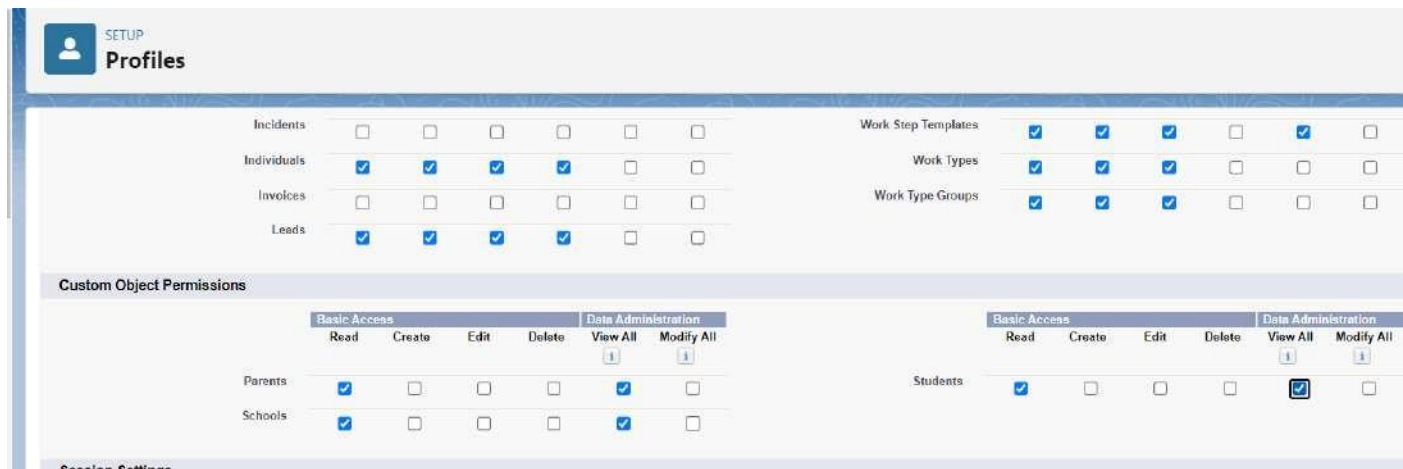 SETUP
Profiles
Incidents
Individuals
Invoices
Leads
Work Step Templates
Work Types
Work Type Groups
Custom Object Permissions
Basic Access Data Administration
Read Create Edit Delete View All Modify All
i i
Parents
Schools
Basic Access Data Administration
Read Create Edit Delete View All Modify All
i i
Students
Session Settings